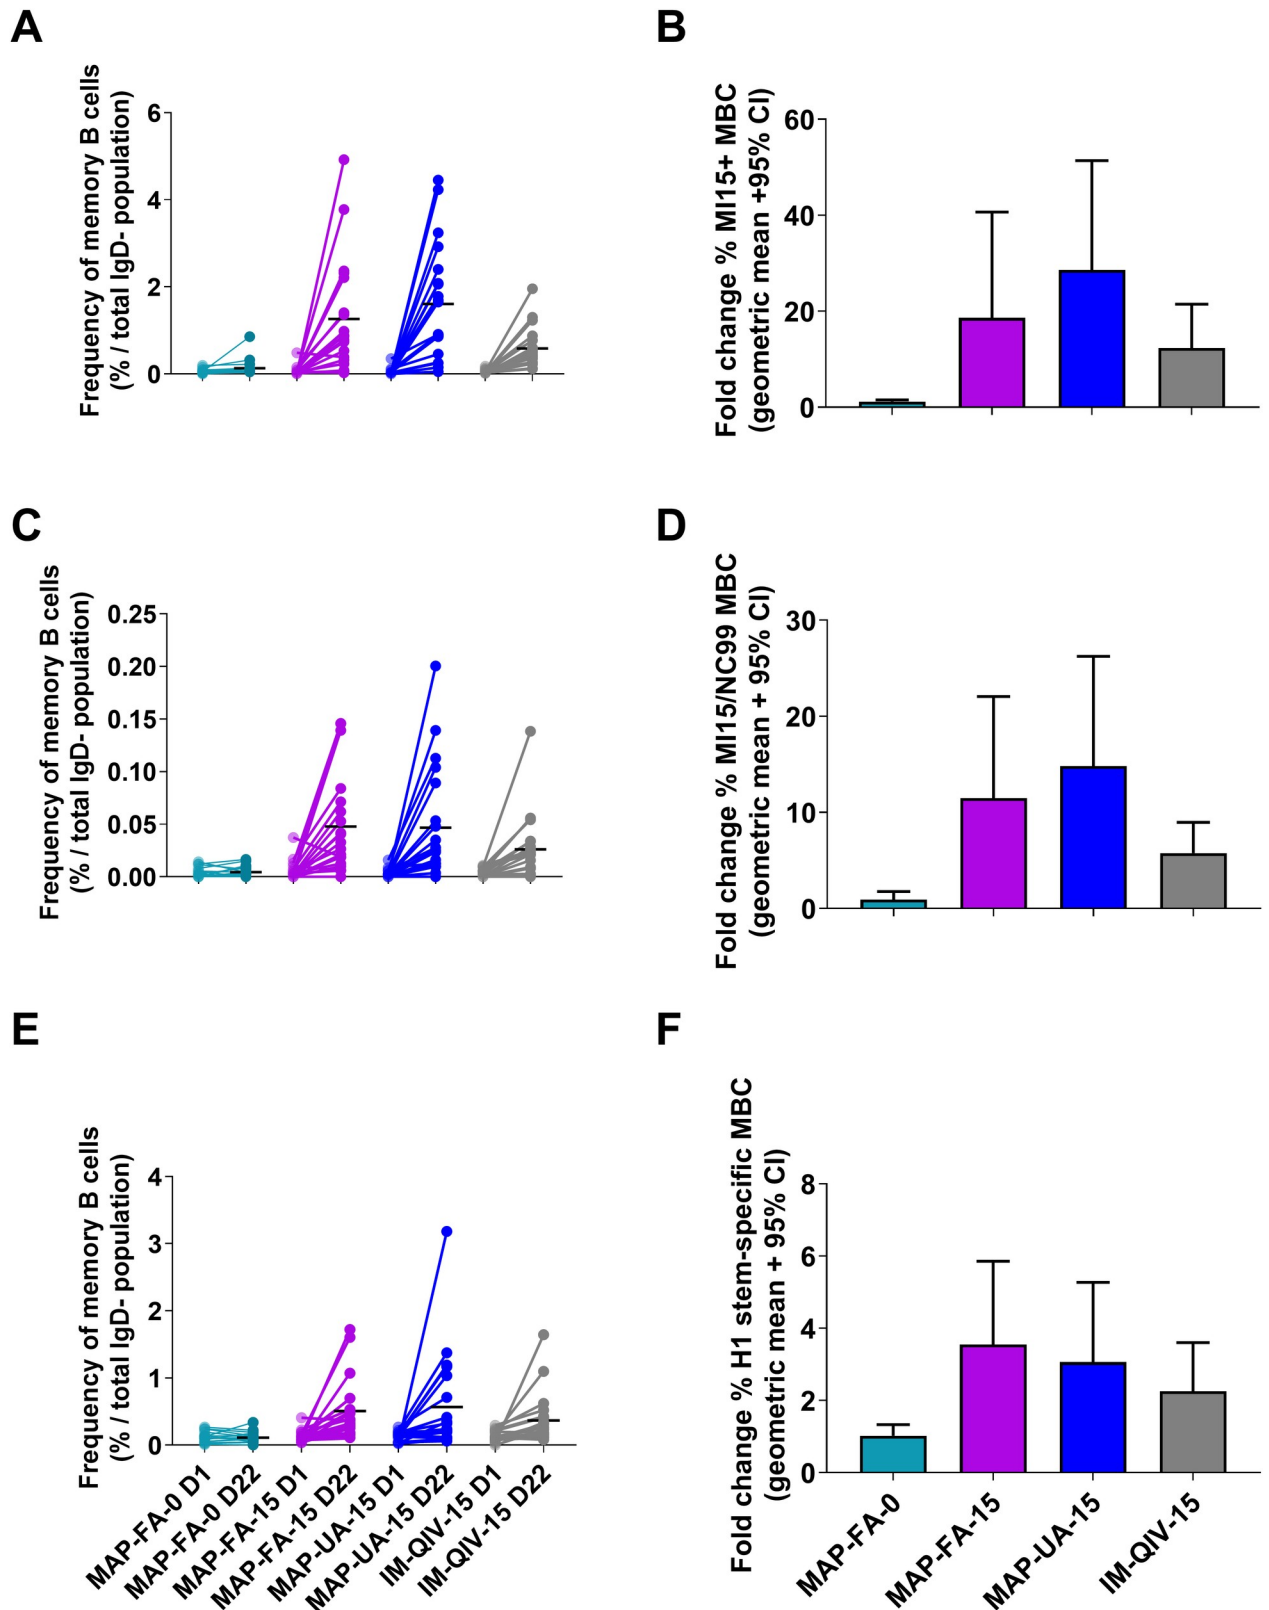 A
Frequency of memory B cells
(% / total IgD- population)
6
4
2
0
B
Fold change % MI15+ MBC
(geometric mean +95% CI)
60
40
20
0
C
Frequency of memory B cells
(% / total IgD- population)
0.25
0.20
0.15
0.10
0.05
0.00
D
Fold change % MI15/NC99 MBC
(geometric mean + 95% CI)
30
20
10
0
E
Frequency of memory B cells
(% / total IgD- population)
4
3
2
1
0
MAP-FA-0 D1
MAP-FA-0 D22
MAP-FA-15 D1
MAP-FA-15 D22
MAP-UA-15 D1
MAP-UA-15 D22
IM-QIV-15 D1
IM-QIV-15 D22
F
Fold change % H1 stem-specific MBC
(geometric mean + 95% CI)
8
6
4
2
0
MAP-FA-0
MAP-FA-15
MAP-UA-15
IM-QIV-15